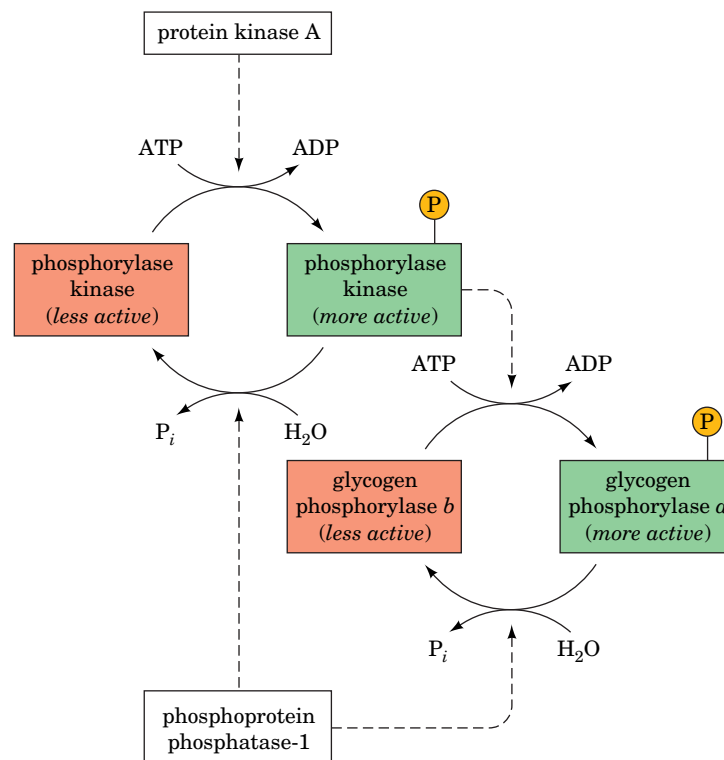 protein kinase A
ATP
ADP
P
phosphorylase
kinase
(less active)
phosphorylase
kinase
(more active)
ATP
ADP
P
Pi
H2O
glycogen
phosphorylase b
(less active)
glycogen
phosphorylase a
(more active)
Pi
H2O
phosphoprotein
phosphatase-1